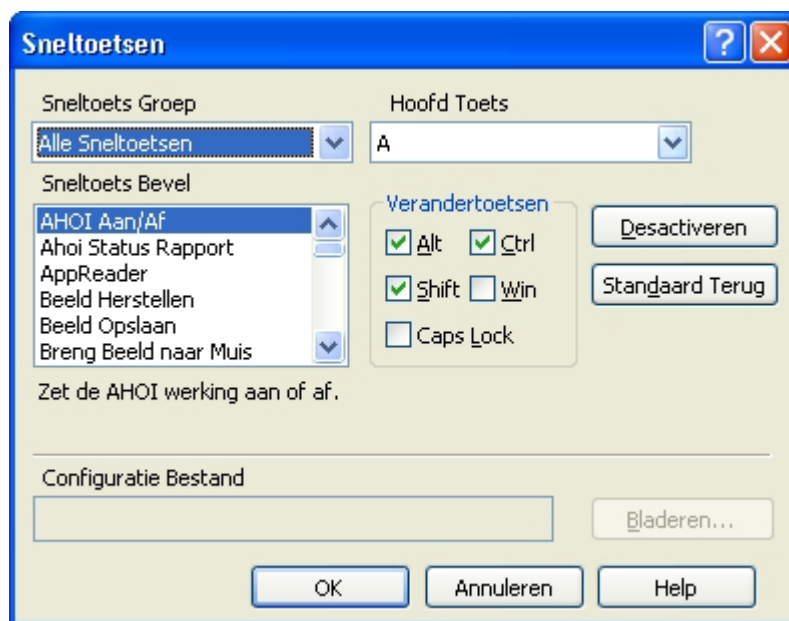 Sneltoetsen
Sneltoets Groep
Alle Sneltoetsen
Hoofd Toets
A
Sneltoets Bevel
AHOI Aan/Af
Ahoi Status Rapport
AppReader
Beeld Herstellen
Beeld Opslaan
Breng Beeld naar Muis
Verandertoetsen
Alt
Ctrl
Shift
Win
Caps Lock
Desactiveren
Standaard Terug
Zet de AHOI werking aan of af.
Configuratie Bestand
Bladeren...
OK
Annuleren
Help